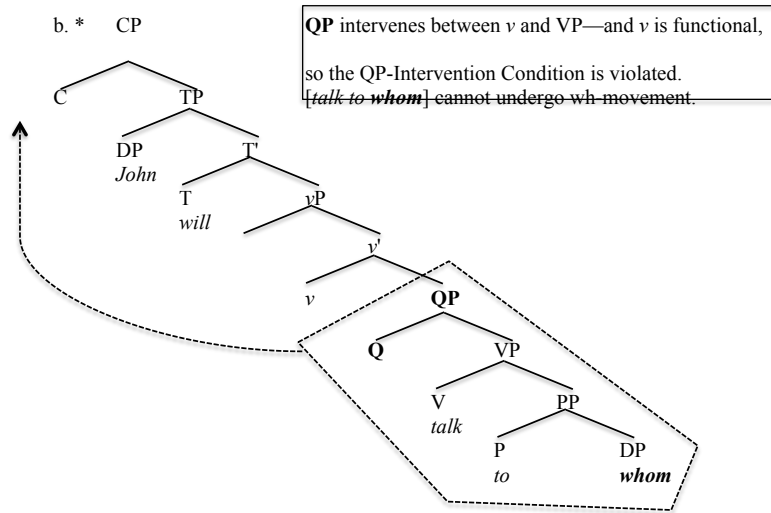 b. * CP
QP intervenes between v and VP—and v is functional,
so the QP-Intervention Condition is violated.
[talk to whom] cannot undergo wh-movement.
C TP
DP T'
John
T vP
will
v'
v QP
Q VP
V PP
talk
P DP
to whom